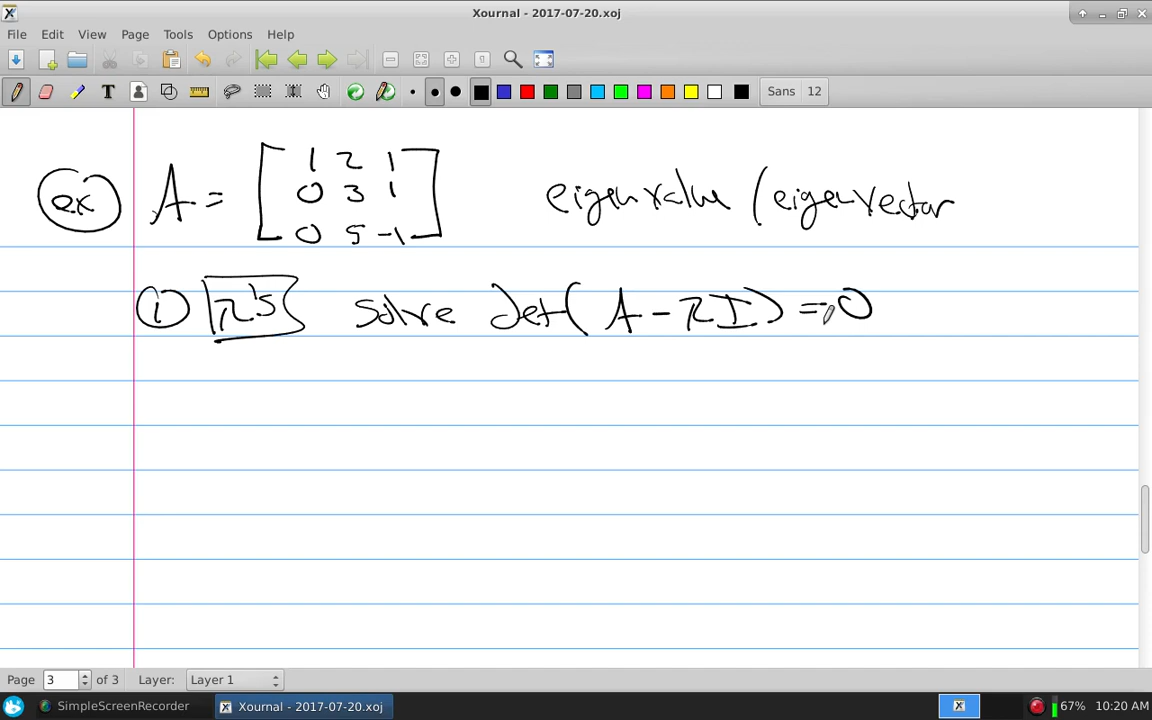 Xournal - 2017-07-20.xoj
File Edit View Page Tools Options Help
Sans 12
ex A = [ 1 2 1
0 3 1
0 5 -1 ] eigenvalue / eigenvector
① λ's solve det( A - λI ) = 0
Page 3 of 3 Layer: Layer 1
SimpleScreenRecorder Xournal - 2017-07-20.xoj 67% 10:20 AM